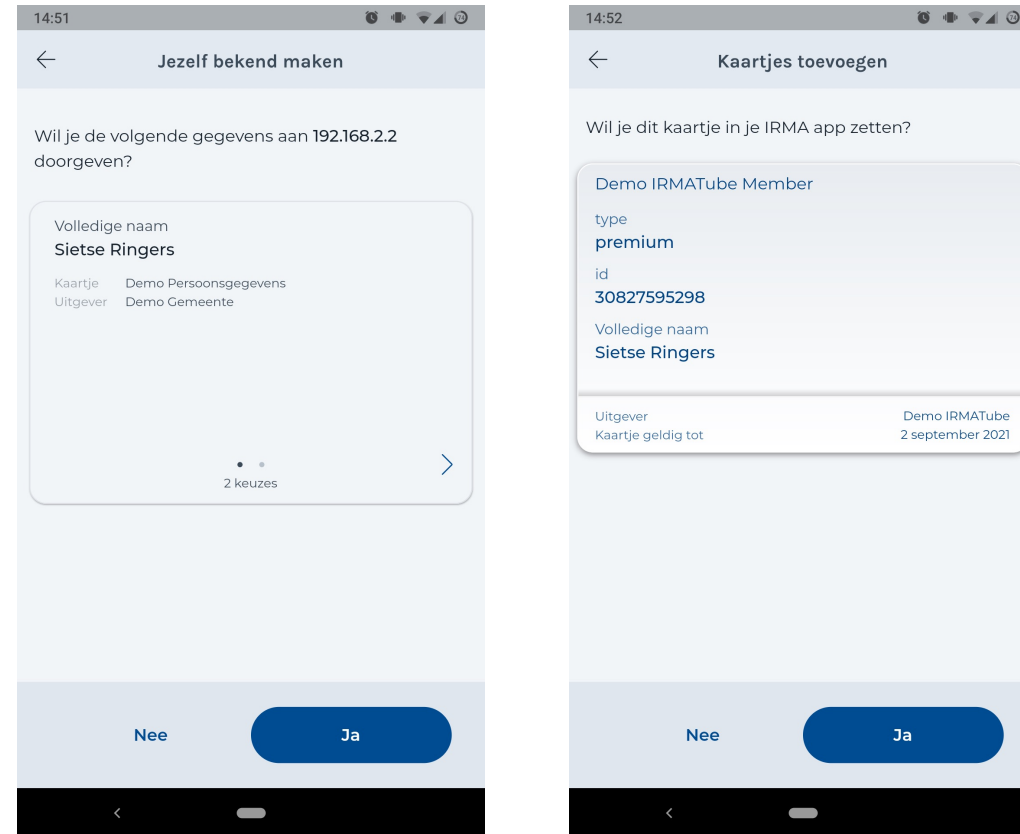 14:51
74
Jezelf bekend maken
Wil je de volgende gegevens aan 192.168.2.2
doorgeven?
Volledige naam
Sietse Ringers
Kaartje Demo Persoonsgegevens
Uitgever Demo Gemeente
2 keuzes
Nee Ja
14:52
74
Kaartjes toevoegen
Wil je dit kaartje in je IRMA app zetten?
Demo IRMATube Member
type
premium
id
30827595298
Volledige naam
Sietse Ringers
Uitgever Demo IRMATube
Kaartje geldig tot 2 september 2021
Nee Ja